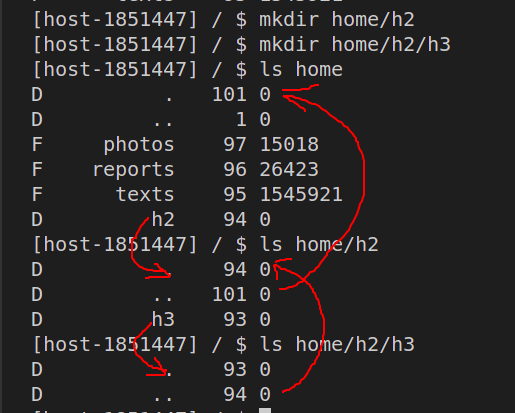 [host-1851447] / $ mkdir home/h2
[host-1851447] / $ mkdir home/h2/h3
[host-1851447] / $ ls home
D . 101 0
D .. 1 0
F photos 97 15018
F reports 96 26423
F texts 95 1545921
D h2 94 0
[host-1851447] / $ ls home/h2
D . 94 0
D .. 101 0
D h3 93 0
[host-1851447] / $ ls home/h2/h3
D . 93 0
D .. 94 0